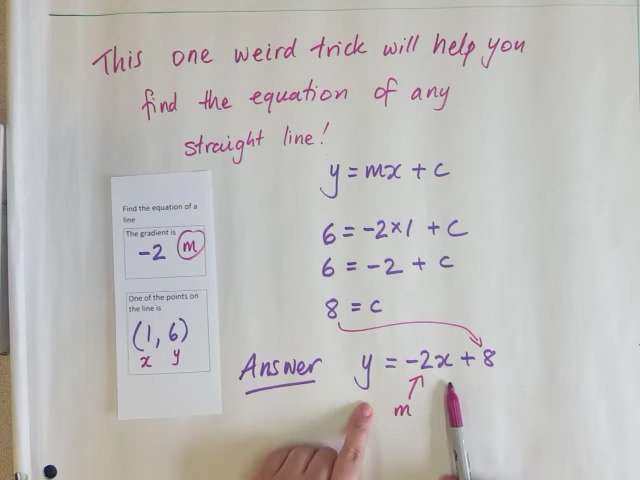 This one weird trick will help you
find the equation of any
straight line!
Find the equation of a
line
The gradient is
-2 m
One of the points on
the line is
(1, 6)
x y
y = mx + c
6 = -2×1 + c
6 = -2 + c
8 = c
Answer y = -2x + 8
m